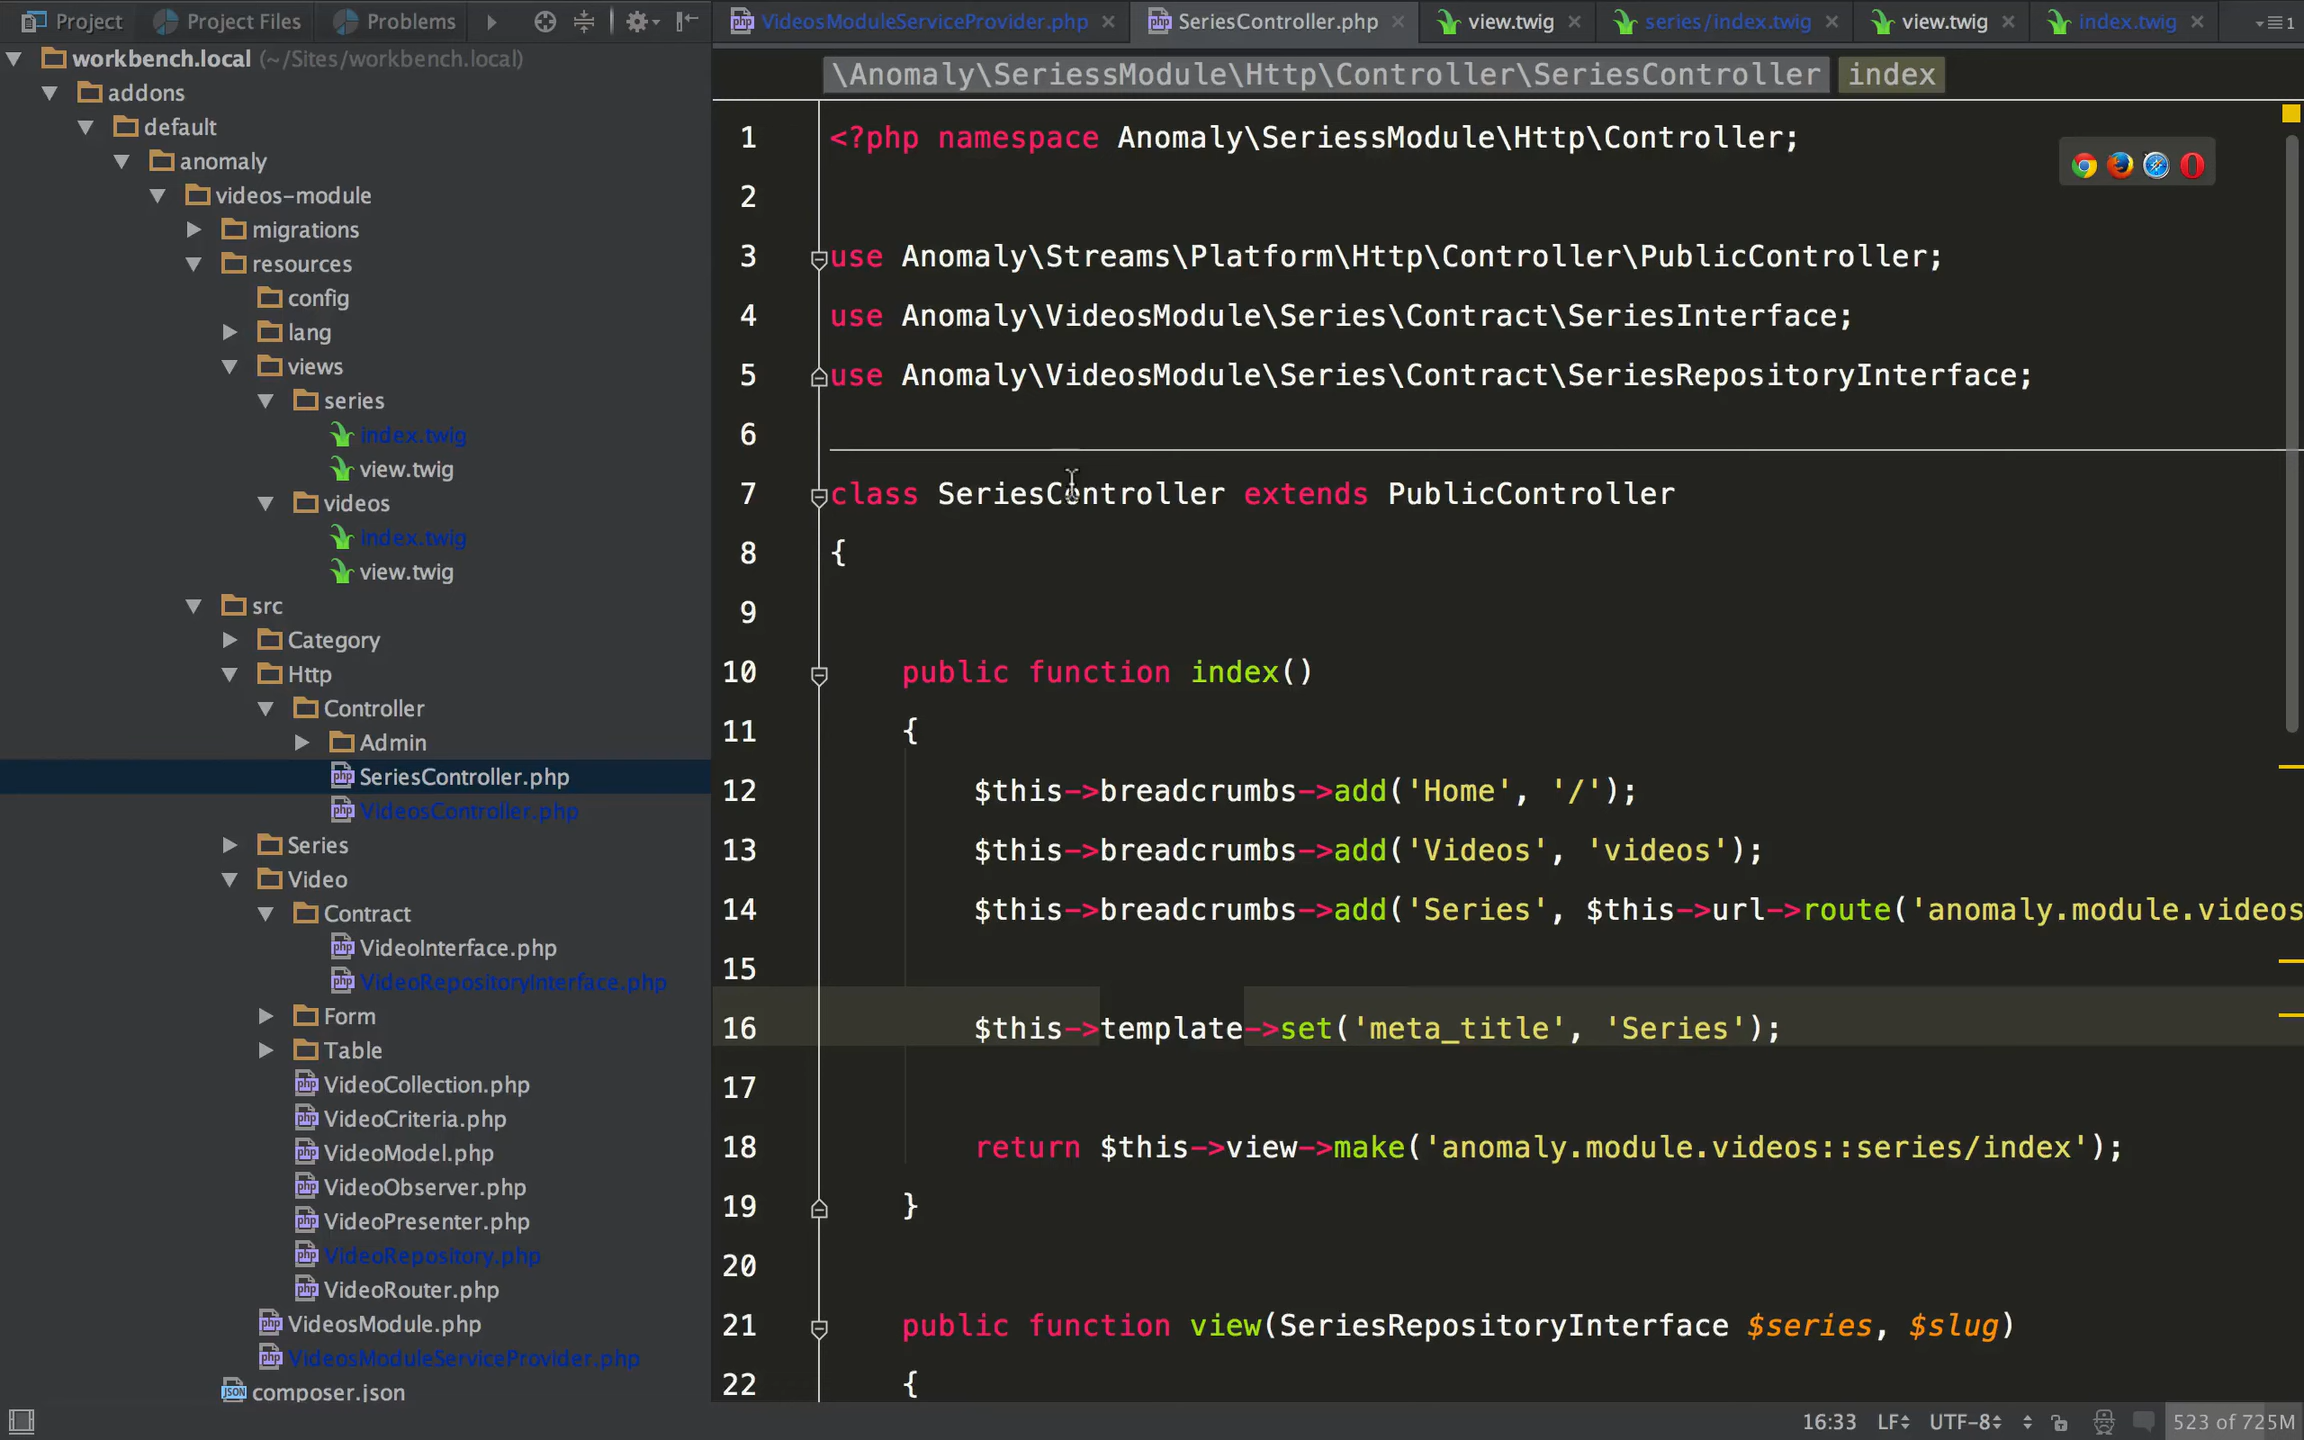 Project
Project Files
Problems
workbench.local (~/Sites/workbench.local)
addons
default
anomaly
videos-module
migrations
resources
config
lang
views
series
index.twig
view.twig
videos
index.twig
view.twig
src
Category
Http
Controller
Admin
SeriesController.php
VideosController.php
Series
Video
Contract
VideoInterface.php
VideoRepositoryInterface.php
Form
Table
VideoCollection.php
VideoCriteria.php
VideoModel.php
VideoObserver.php
VideoPresenter.php
VideoRepository.php
VideoRouter.php
VideosModule.php
VideosModuleServiceProvider.php
composer.json
VideosModuleServiceProvider.php
SeriesController.php
view.twig
series/index.twig
view.twig
index.twig
1
\Anomaly\SeriessModule\Http\Controller\SeriesController index
1 <?php namespace Anomaly\SeriessModule\Http\Controller;
2
3 use Anomaly\Streams\Platform\Http\Controller\PublicController;
4 use Anomaly\VideosModule\Series\Contract\SeriesInterface;
5 use Anomaly\VideosModule\Series\Contract\SeriesRepositoryInterface;
6
7 class SeriesController extends PublicController
8 {
9
10 public function index()
11 {
12 $this->breadcrumbs->add('Home', '/');
13 $this->breadcrumbs->add('Videos', 'videos');
14 $this->breadcrumbs->add('Series', $this->url->route('anomaly.module.videos
15
16 $this->template->set('meta_title', 'Series');
17
18 return $this->view->make('anomaly.module.videos::series/index');
19 }
20
21 public function view(SeriesRepositoryInterface $series, $slug)
22 {
16:33 LF UTF-8 523 of 725M